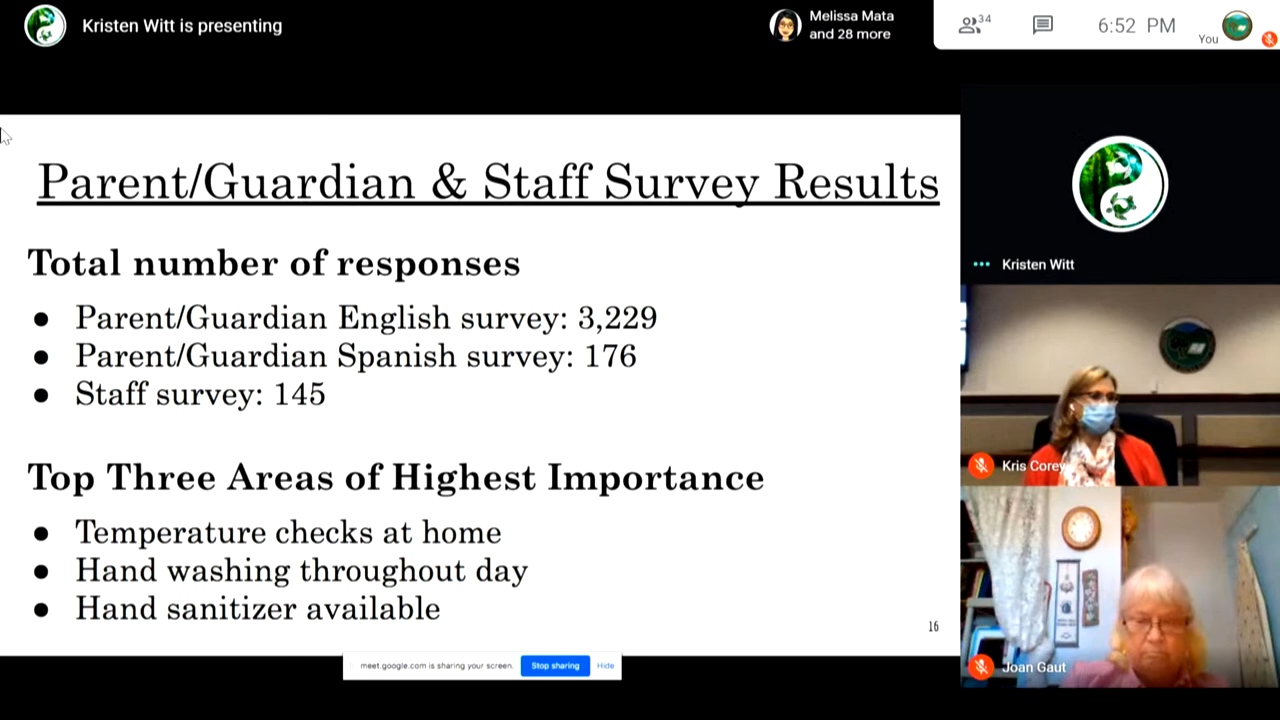 Kristen Witt is presenting
Melissa Mata
and 28 more
34
6:52 PM
You
Parent/Guardian & Staff Survey Results
Total number of responses
● Parent/Guardian English survey: 3,229
● Parent/Guardian Spanish survey: 176
● Staff survey: 145
Top Three Areas of Highest Importance
● Temperature checks at home
● Hand washing throughout day
● Hand sanitizer available
16
meet.google.com is sharing your screen.
Stop sharing
Hide
Kristen Witt
Kris Corey
Joan Gaut